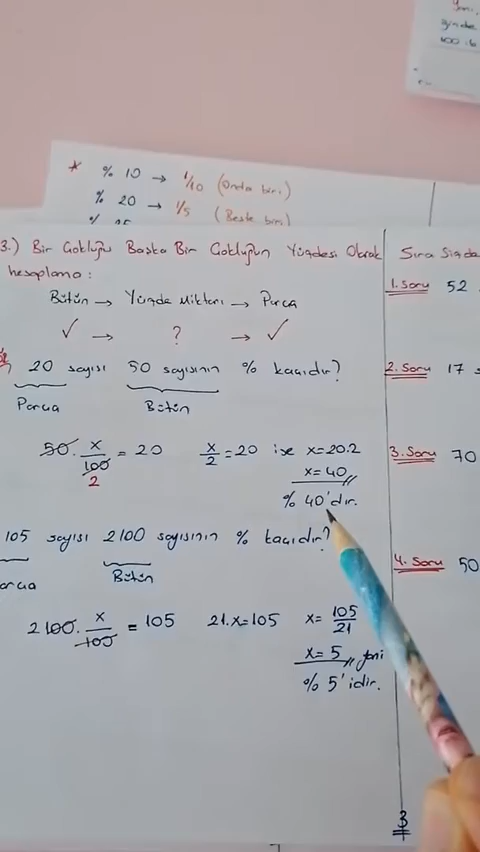 * % 10 → 1/10 (Onda biri)
% 20 → 1/5 (Beşte biri)
3.) Bir Çokluğu Başka Bir Çokluğun Yüzdesi Olarak
hesaplama :
Bütün → Yüzde Miktarı → Parça
✓ → ? → ✓
20 sayısı 50 sayısının % kaçıdır?
Parça Bütün
50 . x/100 = 20 x/2 = 20 ise x=20.2
2 x=40
% 40'dır.
105 sayısı 2100 sayısının % kaçıdır?
Bütün
2100 . x/100 = 105 21.x=105 x= 105/21
x= 5 yani
% 5'idir.
3
Sıra Sizde
1. Soru 52
2. Soru 17
3. Soru 70
4. Soru 50